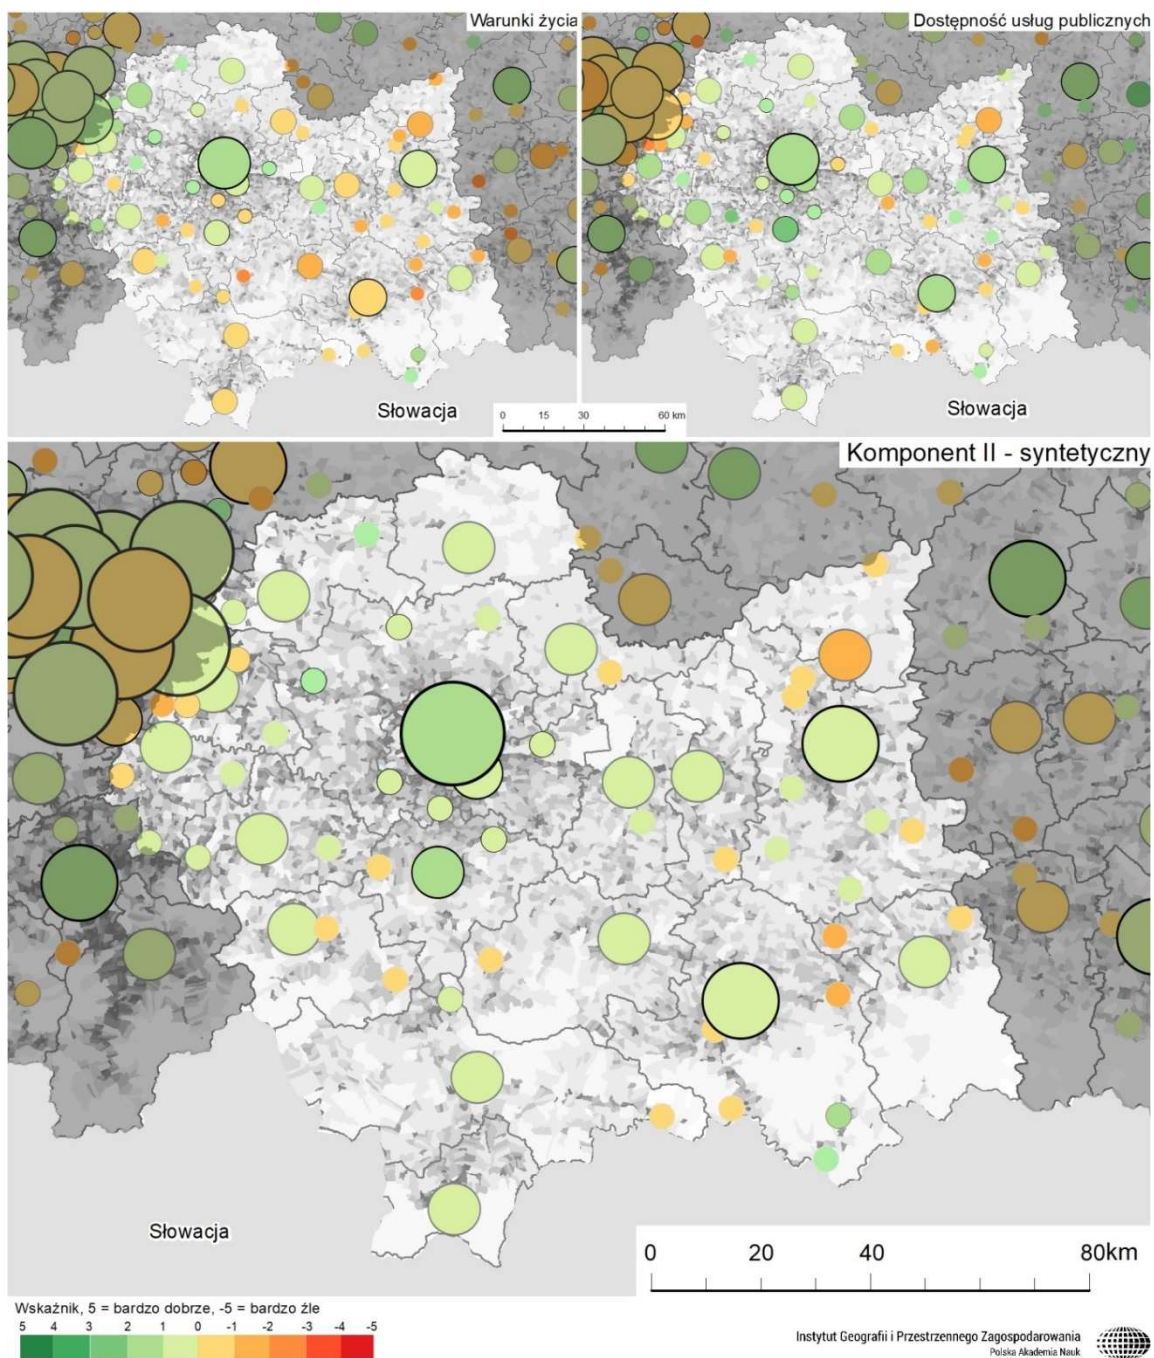 Warunki życia
Dostępność usług publicznych
Słowacja
0 15 30 60 km
Słowacja
Komponent II - syntetyczny
Słowacja
0 20 40 80km
Wskaźnik, 5 = bardzo dobrze, -5 = bardzo źle
5 4 3 2 1 0 -1 -2 -3 -4 -5
Instytut Geografii i Przestrzennego Zagospodarowania
Polska Akademia Nauk